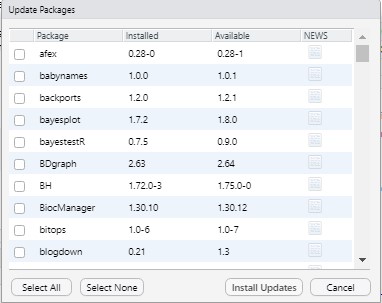 Update Packages
Package Installed Available NEWS
afex 0.28-0 0.28-1
babynames 1.0.0 1.0.1
backports 1.2.0 1.2.1
bayesplot 1.7.2 1.8.0
bayestestR 0.7.5 0.9.0
BDgraph 2.63 2.64
BH 1.72.0-3 1.75.0-0
BiocManager 1.30.10 1.30.12
bitops 1.0-6 1.0-7
blogdown 0.21 1.3
Select All Select None Install Updates Cancel